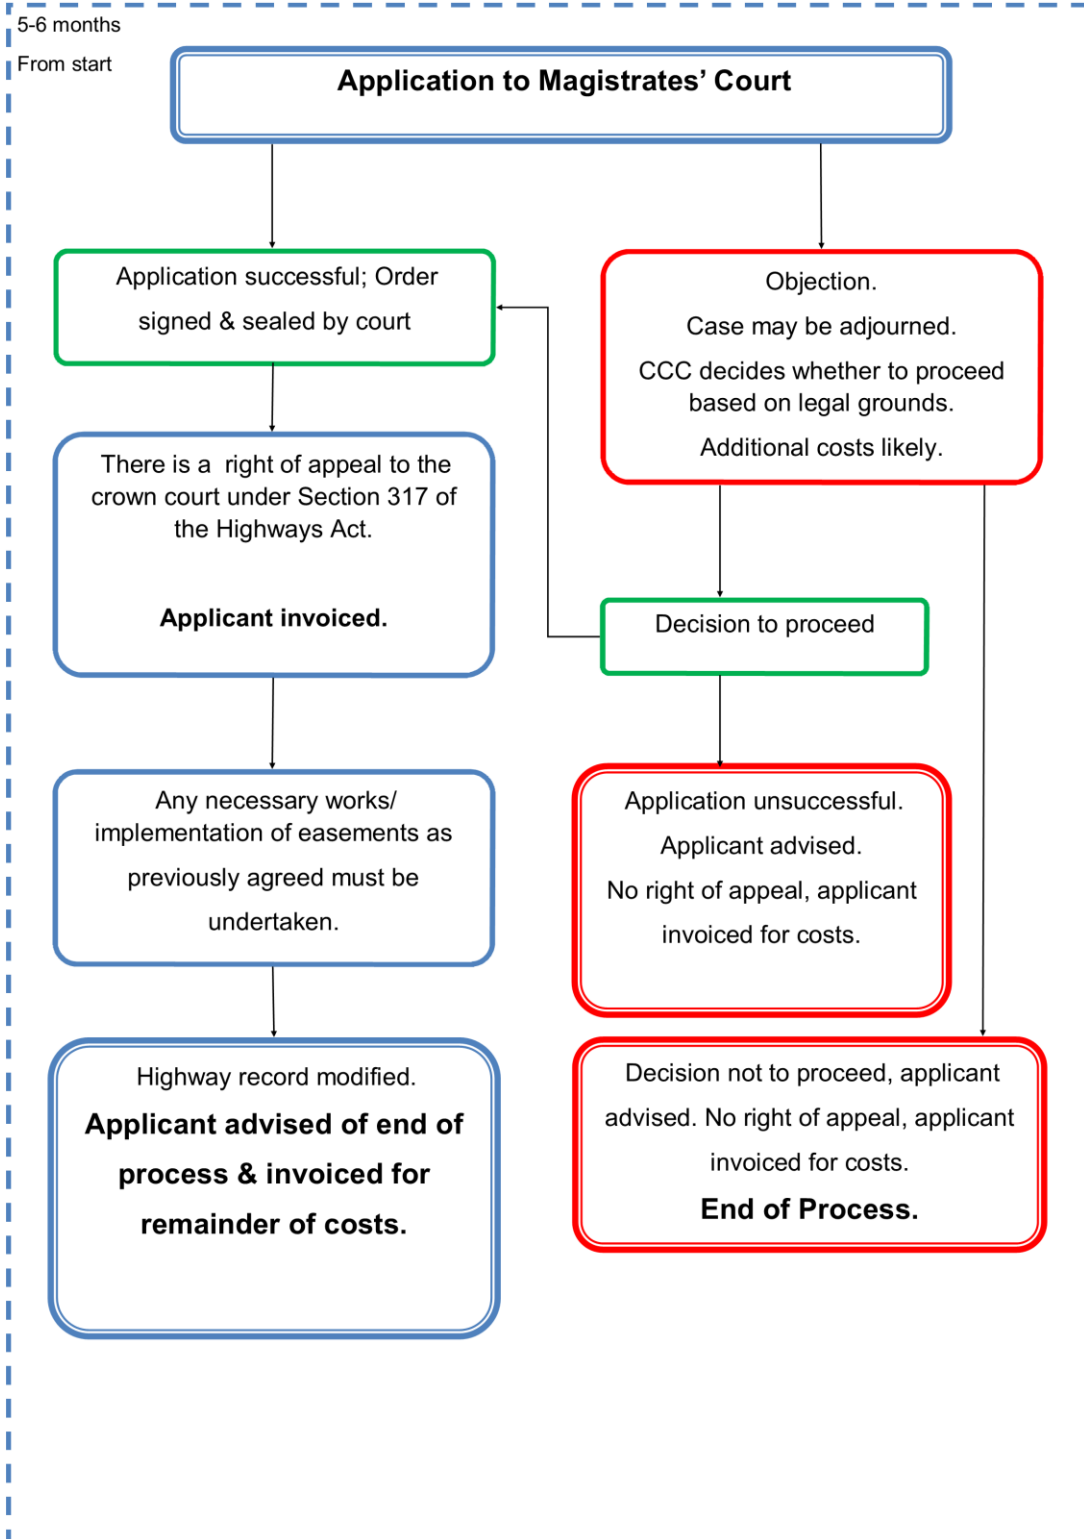 5-6 months
From start
Application to Magistrates’ Court
Application successful; Order
signed & sealed by court
Objection.
Case may be adjourned.
CCC decides whether to proceed
based on legal grounds.
Additional costs likely.
There is a  right of appeal to the
crown court under Section 317 of
the Highways Act.
Applicant invoiced.
Decision to proceed
Any necessary works/
implementation of easements as
previously agreed must be
undertaken.
Application unsuccessful.
Applicant advised.
No right of appeal, applicant
invoiced for costs.
Highway record modified.
Applicant advised of end of
process & invoiced for
remainder of costs.
Decision not to proceed, applicant
advised. No right of appeal, applicant
invoiced for costs.
End of Process.